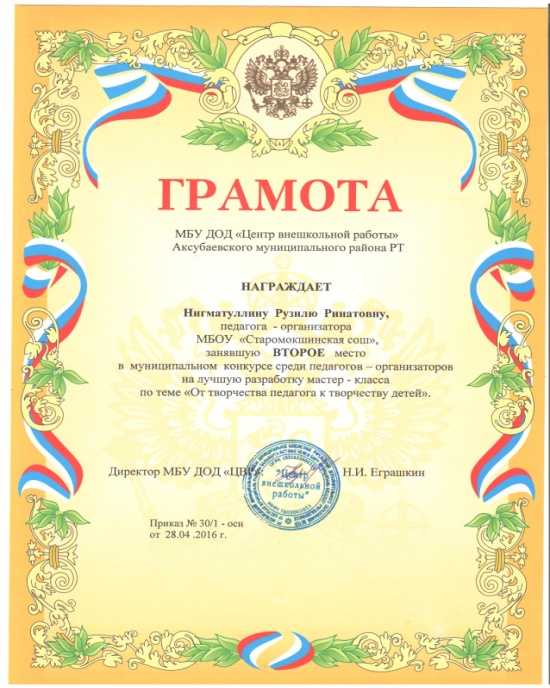 ГРАМОТА
МБУ ДОД «Центр внешкольной работы»
Аксубаевского муниципального района РТ
НАГРАЖДАЕТ
Нигматуллину Рузилю Ринатовну,
педагога - организатора
МБОУ «Старомокшинская сош»,
занявшую ВТОРОЕ место
в муниципальном конкурсе среди педагогов – организаторов
на лучшую разработку мастер - класса
по теме «От творчества педагога к творчеству детей».
Директор МБУ ДОД «ЦВР»: Н.И. Еграшкин
"Центр
внешкольной
работы"
Приказ № 30/1 - осн
от 28.04 .2016 г.